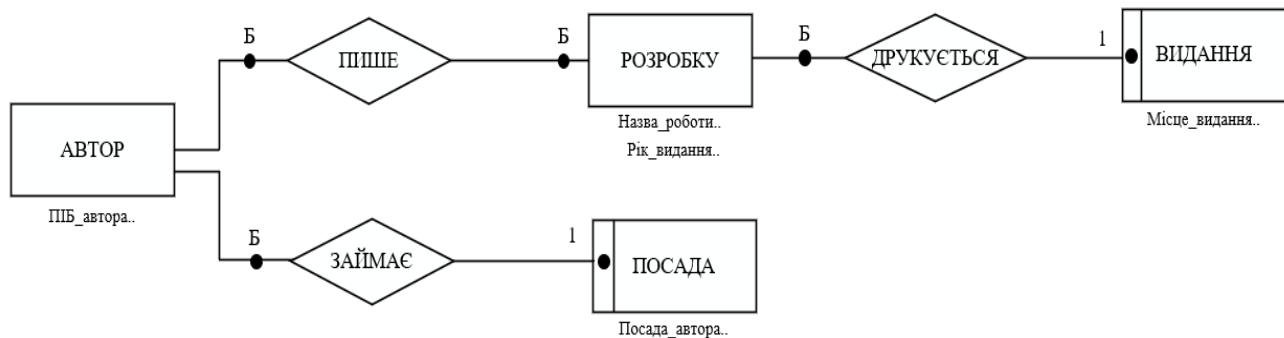 Б
ПИШЕ
Б
РОЗРОБКУ
Назва_роботи..
Рік_видання..
Б
ДРУКУЄТЬСЯ
1
ВИДАННЯ
Місце_видання..
АВТОР
ПІБ_автора..
Б
ЗАЙМАЄ
1
ПОСАДА
Посада_автора..